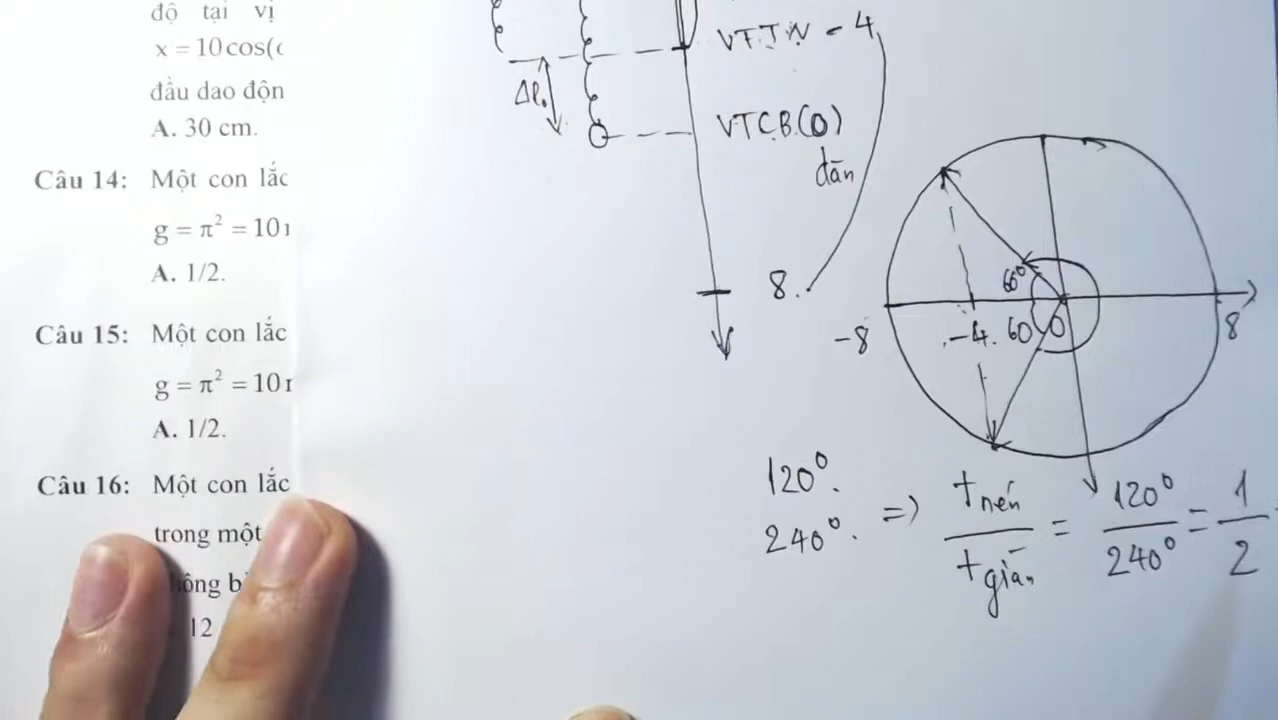 độ tại vị
x = 10cos(
đầu dao độn
A. 30 cm.
Câu 14: Một con lắc
g = π² = 10
A. 1/2.
Câu 15: Một con lắc
g = π² = 10
A. 1/2.
Câu 16: Một con lắc
trong một
ông b
12
VTTN - 4
Δl₀
VTCB(O)
dãn
8
60°
-8
-4
60
O
8
120°.
240°.
=> t nén / t giãn = 120° / 240° = 1 / 2